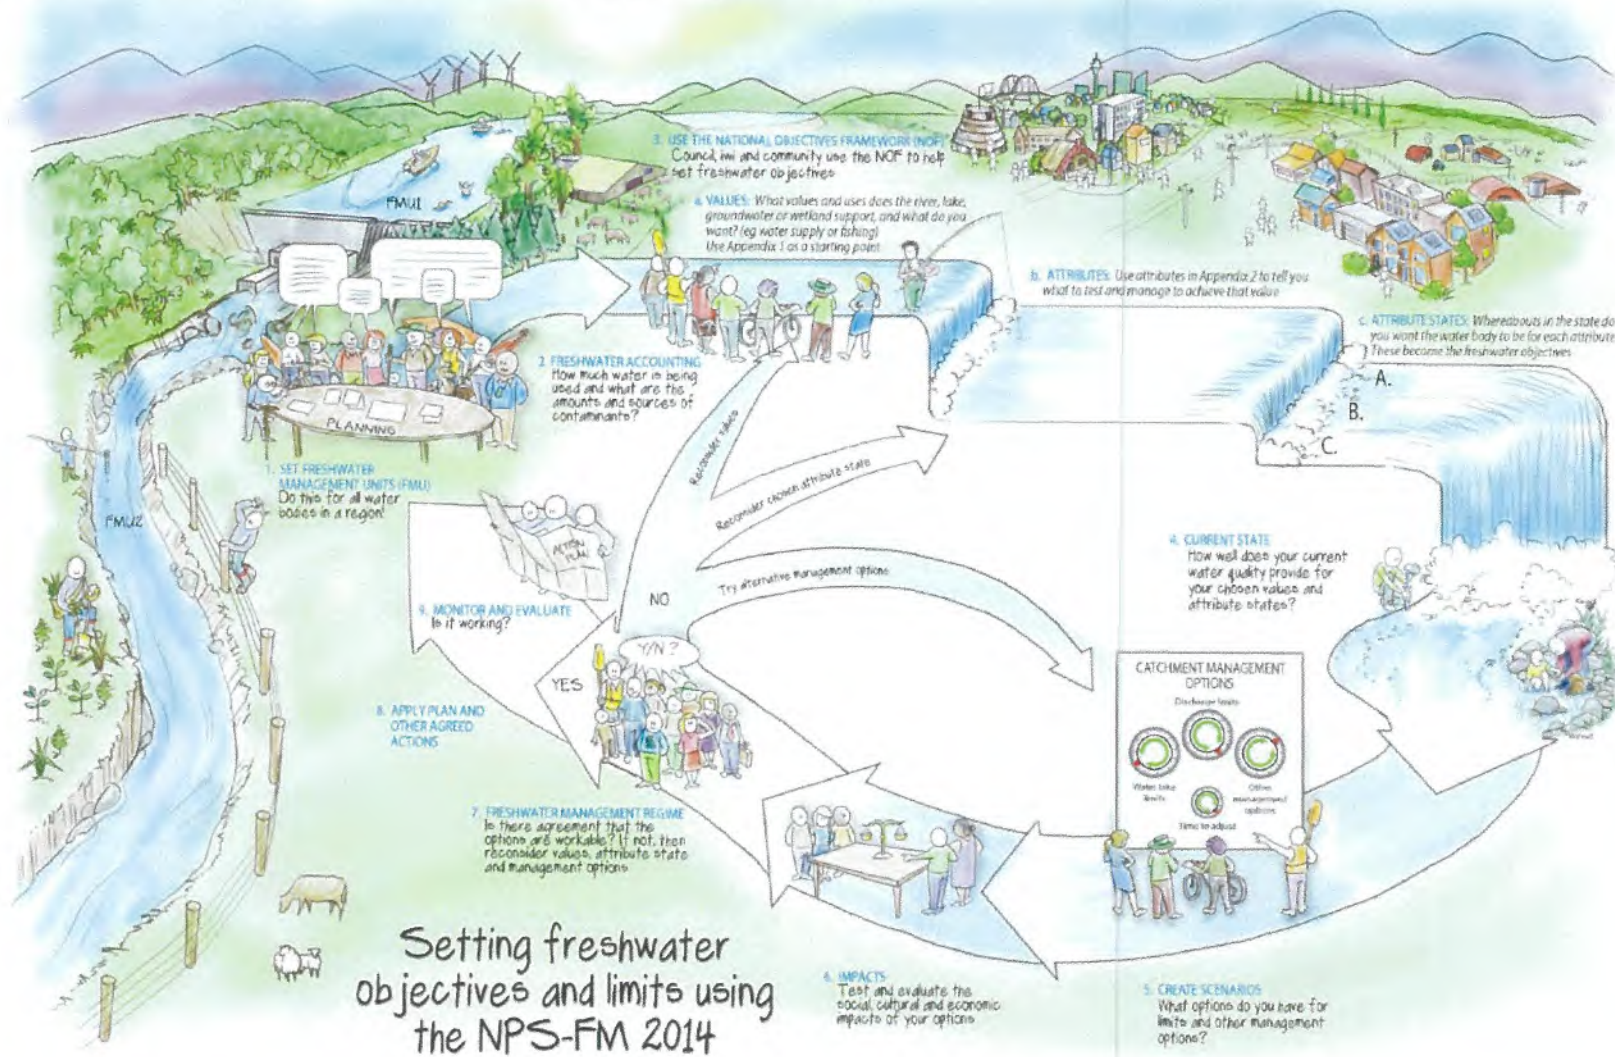 FMU1
FMU2
PLANNING
1. SET FRESHWATER
MANAGEMENT UNITS (FMU)
Do this for all water
bodies in a region!
2. FRESHWATER ACCOUNTING
How much water is being
used and what are the
amounts and sources of
contaminants?
3. USE THE NATIONAL OBJECTIVES FRAMEWORK (NOF)
Council, iwi and community use the NOF to help
set freshwater objectives
a. VALUES: What values and uses does the river, lake,
groundwater or wetland support, and what do you
want? (eg water supply or fishing)
Use Appendix 1 as a starting point
b. ATTRIBUTES: Use attributes in Appendix 2 to tell you
what to test and manage to achieve that value
c. ATTRIBUTE STATES: Whereabouts in the state do
you want the water body to be for each attribute
These become the freshwater objectives
A.
B.
C.
4. CURRENT STATE
How well does your current
water quality provide for
your chosen values and
attribute states?
CATCHMENT MANAGEMENT
OPTIONS
Discharge limits
Water take
limits
Other
management
options
Time to adjust
5. CREATE SCENARIOS
What options do you have for
limits and other management
options?
6. IMPACTS
Test and evaluate the
social, cultural and economic
impacts of your options
7. FRESHWATER MANAGEMENT REGIME
Is there agreement that the
options are workable? If not, then
reconsider values, attribute state
and management options
Y/N?
YES
NO
Reconsider values
Reconsider chosen attribute state
Try alternative management options
8. APPLY PLAN AND
OTHER AGREED
ACTIONS
9. MONITOR AND EVALUATE
Is it working?
ACTION
PLAN
Setting freshwater
objectives and limits using
the NPS-FM 2014